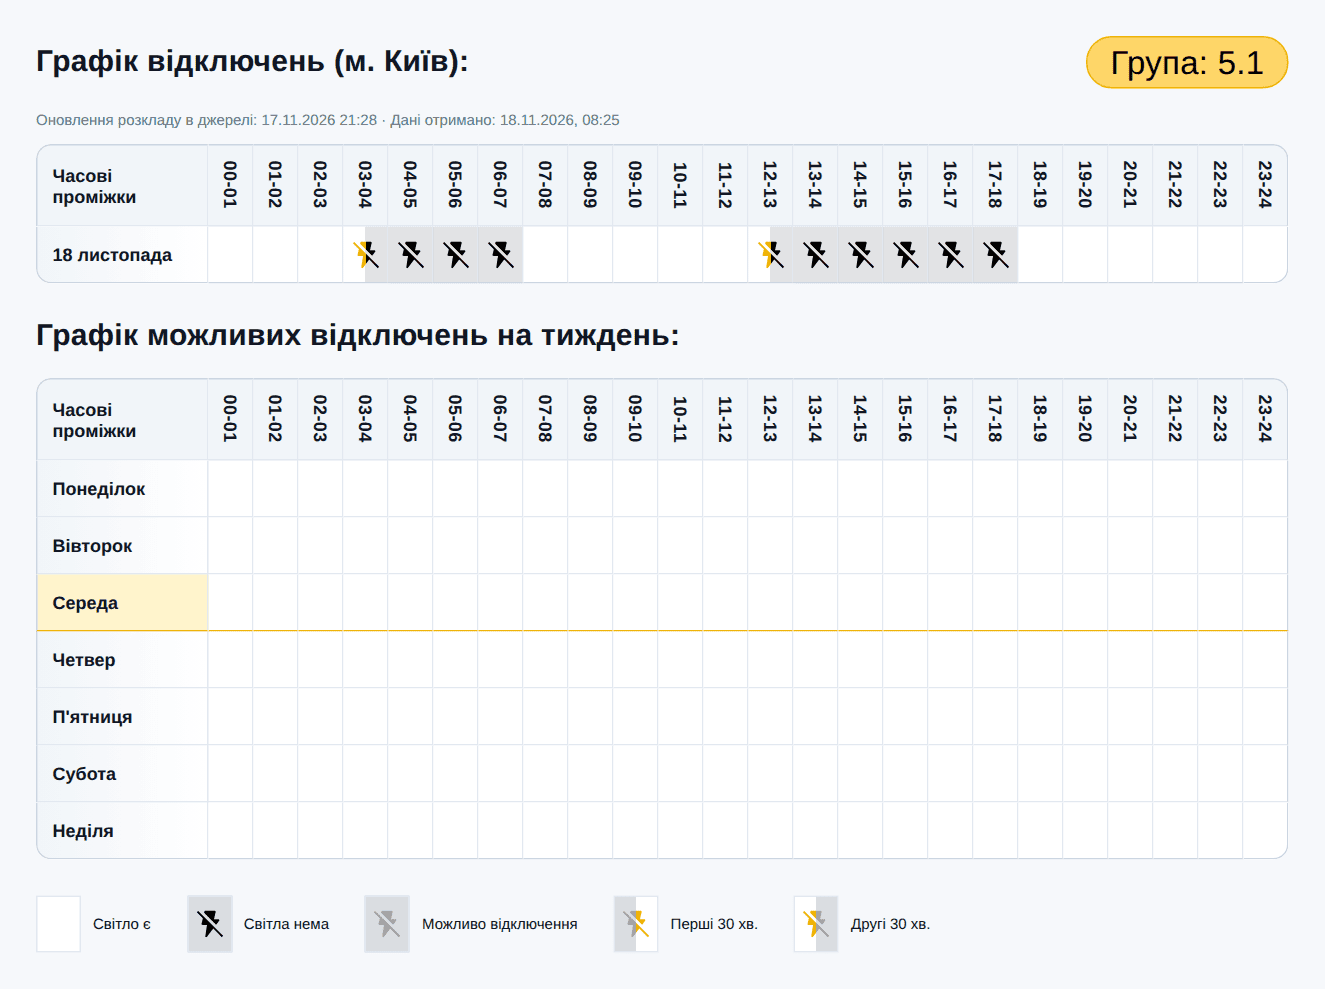 Графік відключень (м. Київ):
Група: 5.1
Оновлення розкладу в джерелі: 17.11.2026 21:28 · Дані отримано: 18.11.2026, 08:25
Часові проміжки 00-01 01-02 02-03 03-04 04-05 05-06 06-07 07-08 08-09 09-10 10-11 11-12 12-13 13-14 14-15 15-16 16-17 17-18 18-19 19-20 20-21 21-22 22-23 23-24
18 листопада
Графік можливих відключень на тиждень:
Часові проміжки 00-01 01-02 02-03 03-04 04-05 05-06 06-07 07-08 08-09 09-10 10-11 11-12 12-13 13-14 14-15 15-16 16-17 17-18 18-19 19-20 20-21 21-22 22-23 23-24
Понеділок
Вівторок
Середа
Четвер
П'ятниця
Субота
Неділя
Світло є Світла нема Можливо відключення Перші 30 хв. Другі 30 хв.